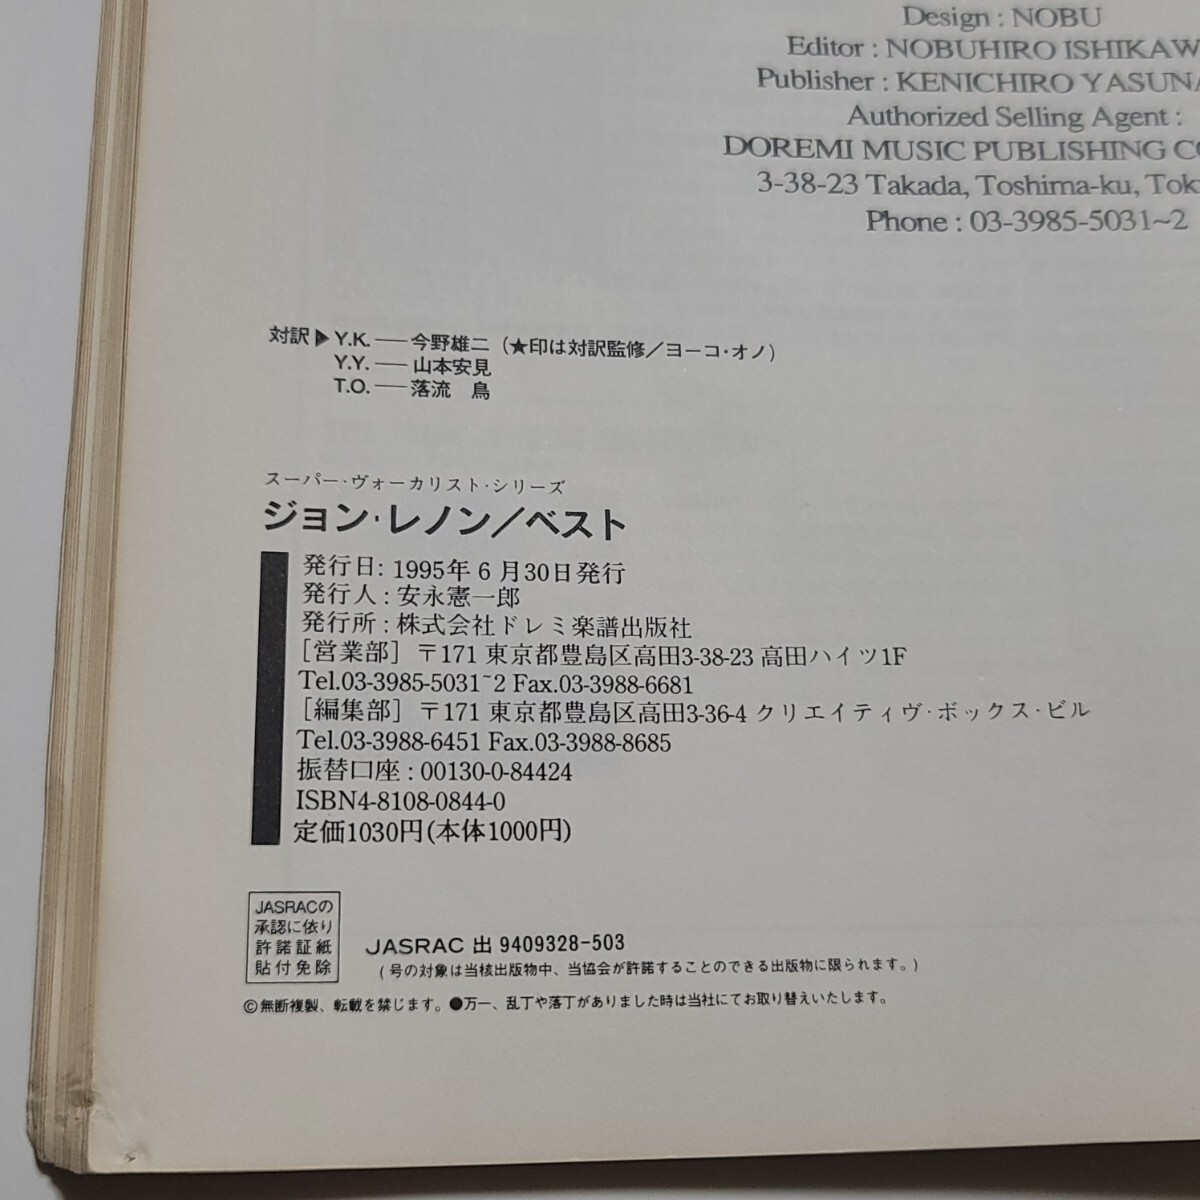 Design : NOBU
Editor : NOBUHIRO ISHIKAW
Publisher : KENICHIRO YASUNA
Authorized Selling Agent :
DOREMI MUSIC PUBLISHING CO
3-38-23 Takada, Toshima-ku, Tok
Phone : 03-3985-5031~2
対訳▶Y.K.――今野雄二（★印は対訳監修／ヨーコ・オノ）
Y.Y.――山本安見
T.O.――落流　鳥
スーパー・ヴォーカリスト・シリーズ
ジョン・レノン／ベスト
発行日: 1995年6月30日発行
発行人 : 安永憲一郎
発行所 : 株式会社ドレミ楽譜出版社
［営業部］〒171 東京都豊島区高田3-38-23 高田ハイツ1F
Tel.03-3985-5031~2 Fax.03-3988-6681
［編集部］〒171 東京都豊島区高田3-36-4 クリエイティヴ・ボックス・ビル
Tel.03-3988-6451 Fax.03-3988-8685
振替口座 : 00130-0-84424
ISBN4-8108-0844-0
定価1030円(本体1000円)
JASRACの
承認に依り
許諾証紙
貼付免除
JASRAC 出 9409328-503
(号の対象は当核出版物中、当協会が許諾することのできる出版物に限られます。)
©無断複製、転載を禁じます。●万一、乱丁や落丁がありました時は当社にてお取り替えいたします。